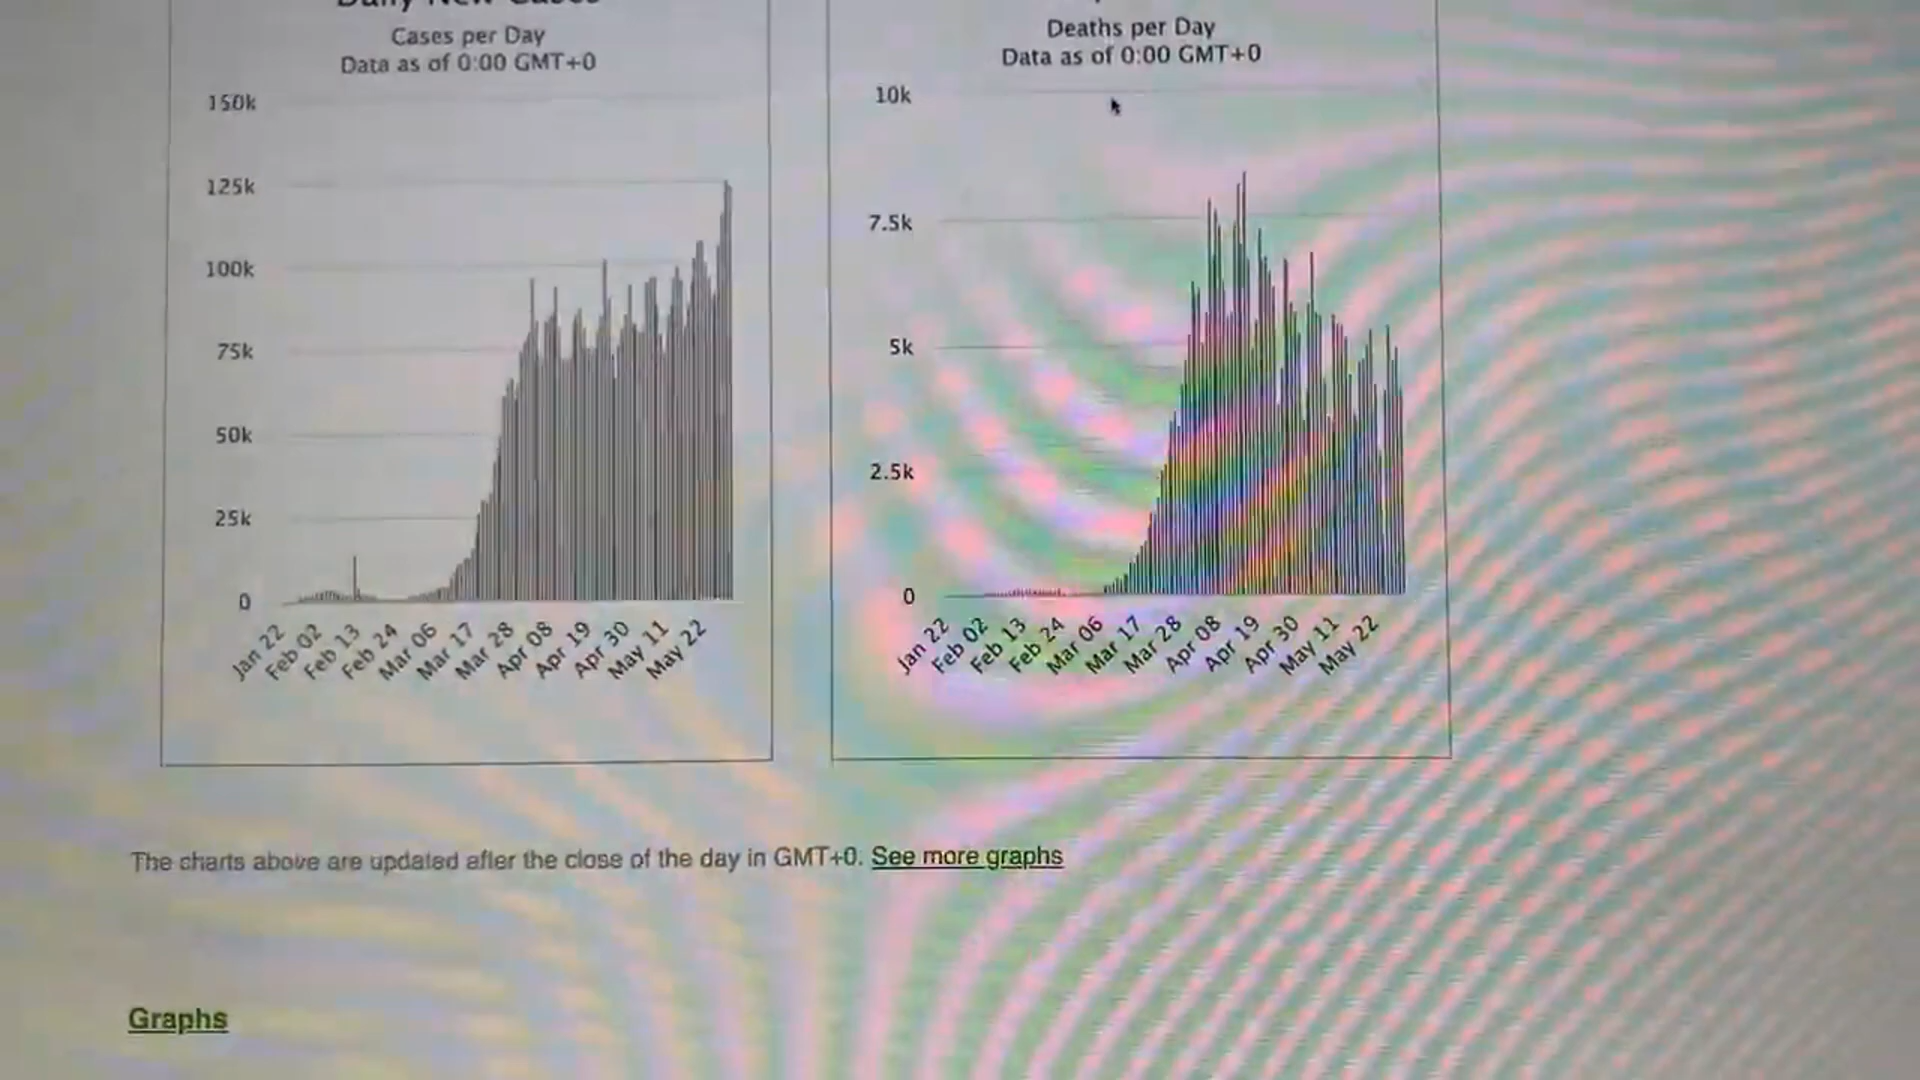 Daily New Cases
Cases per Day
Data as of 0:00 GMT+0
150k
125k
100k
75k
50k
25k
0
Jan 22
Feb 02
Feb 13
Feb 24
Mar 06
Mar 17
Mar 28
Apr 08
Apr 19
Apr 30
May 11
May 22
Deaths per Day
Data as of 0:00 GMT+0
10k
7.5k
5k
2.5k
0
Jan 22
Feb 02
Feb 13
Feb 24
Mar 06
Mar 17
Mar 28
Apr 08
Apr 19
Apr 30
May 11
May 22
The charts above are updated after the close of the day in GMT+0. See more graphs
Graphs